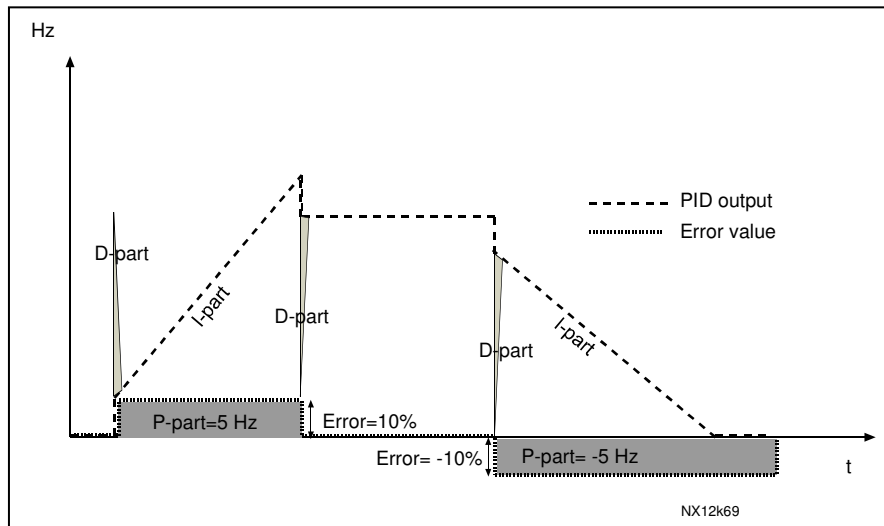 Hz
PID output
Error value
D-part
I-part
D-part
I-part
D-part
P-part=5 Hz
Error=10%
Error= -10%
P-part= -5 Hz
t
NX12k69